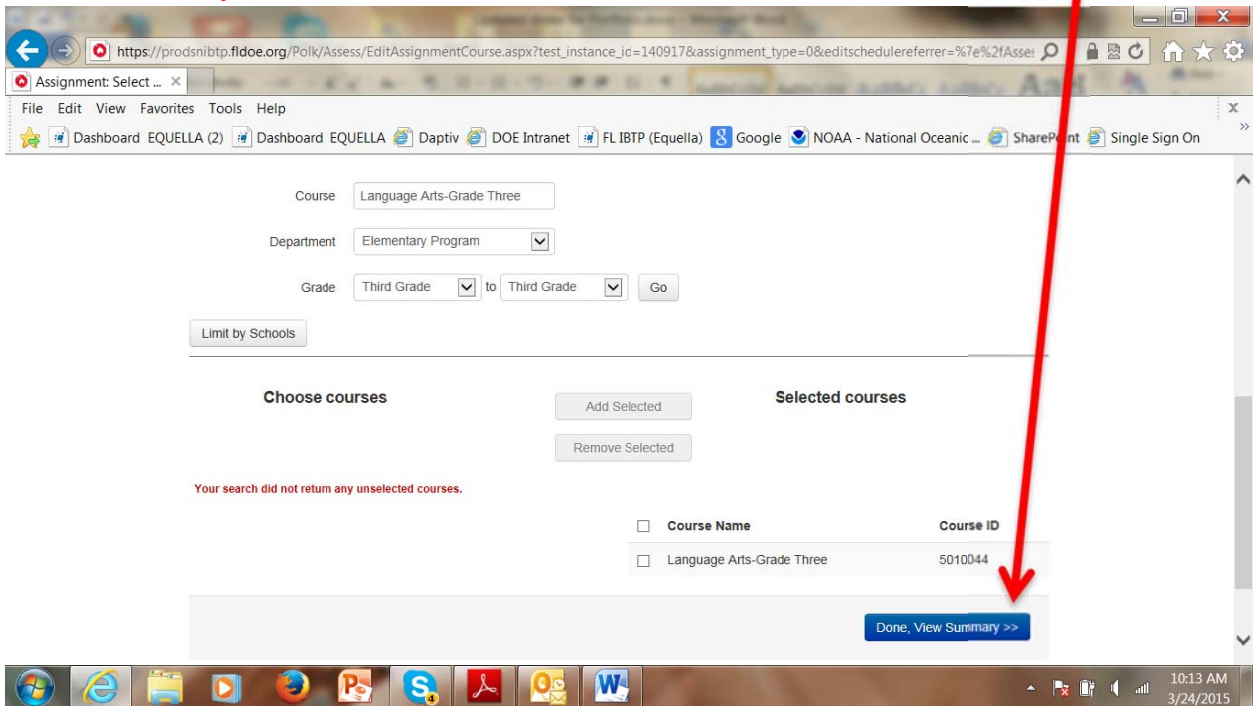 https://prodsnibtp.fldoe.org/Polk/Assess/EditAssignmentCourse.aspx?test_instance_id=140917&assignment_type=0&editschedulereferrer=%7e%2fAsses
Assignment: Select ... ×
File Edit View Favorites Tools Help
x
Dashboard EQUELLA (2) Dashboard EQUELLA Daptiv DOE Intranet FL IBTP (Equella) Google NOAA - National Oceanic ... SharePoint Single Sign On »
Course Language Arts-Grade Three
Department Elementary Program
Grade Third Grade to Third Grade Go
Limit by Schools
Choose courses Add Selected Selected courses
Remove Selected
Your search did not return any unselected courses.
Course Name Course ID
Language Arts-Grade Three 5010044
Done, View Summary >>
10:13 AM
3/24/2015